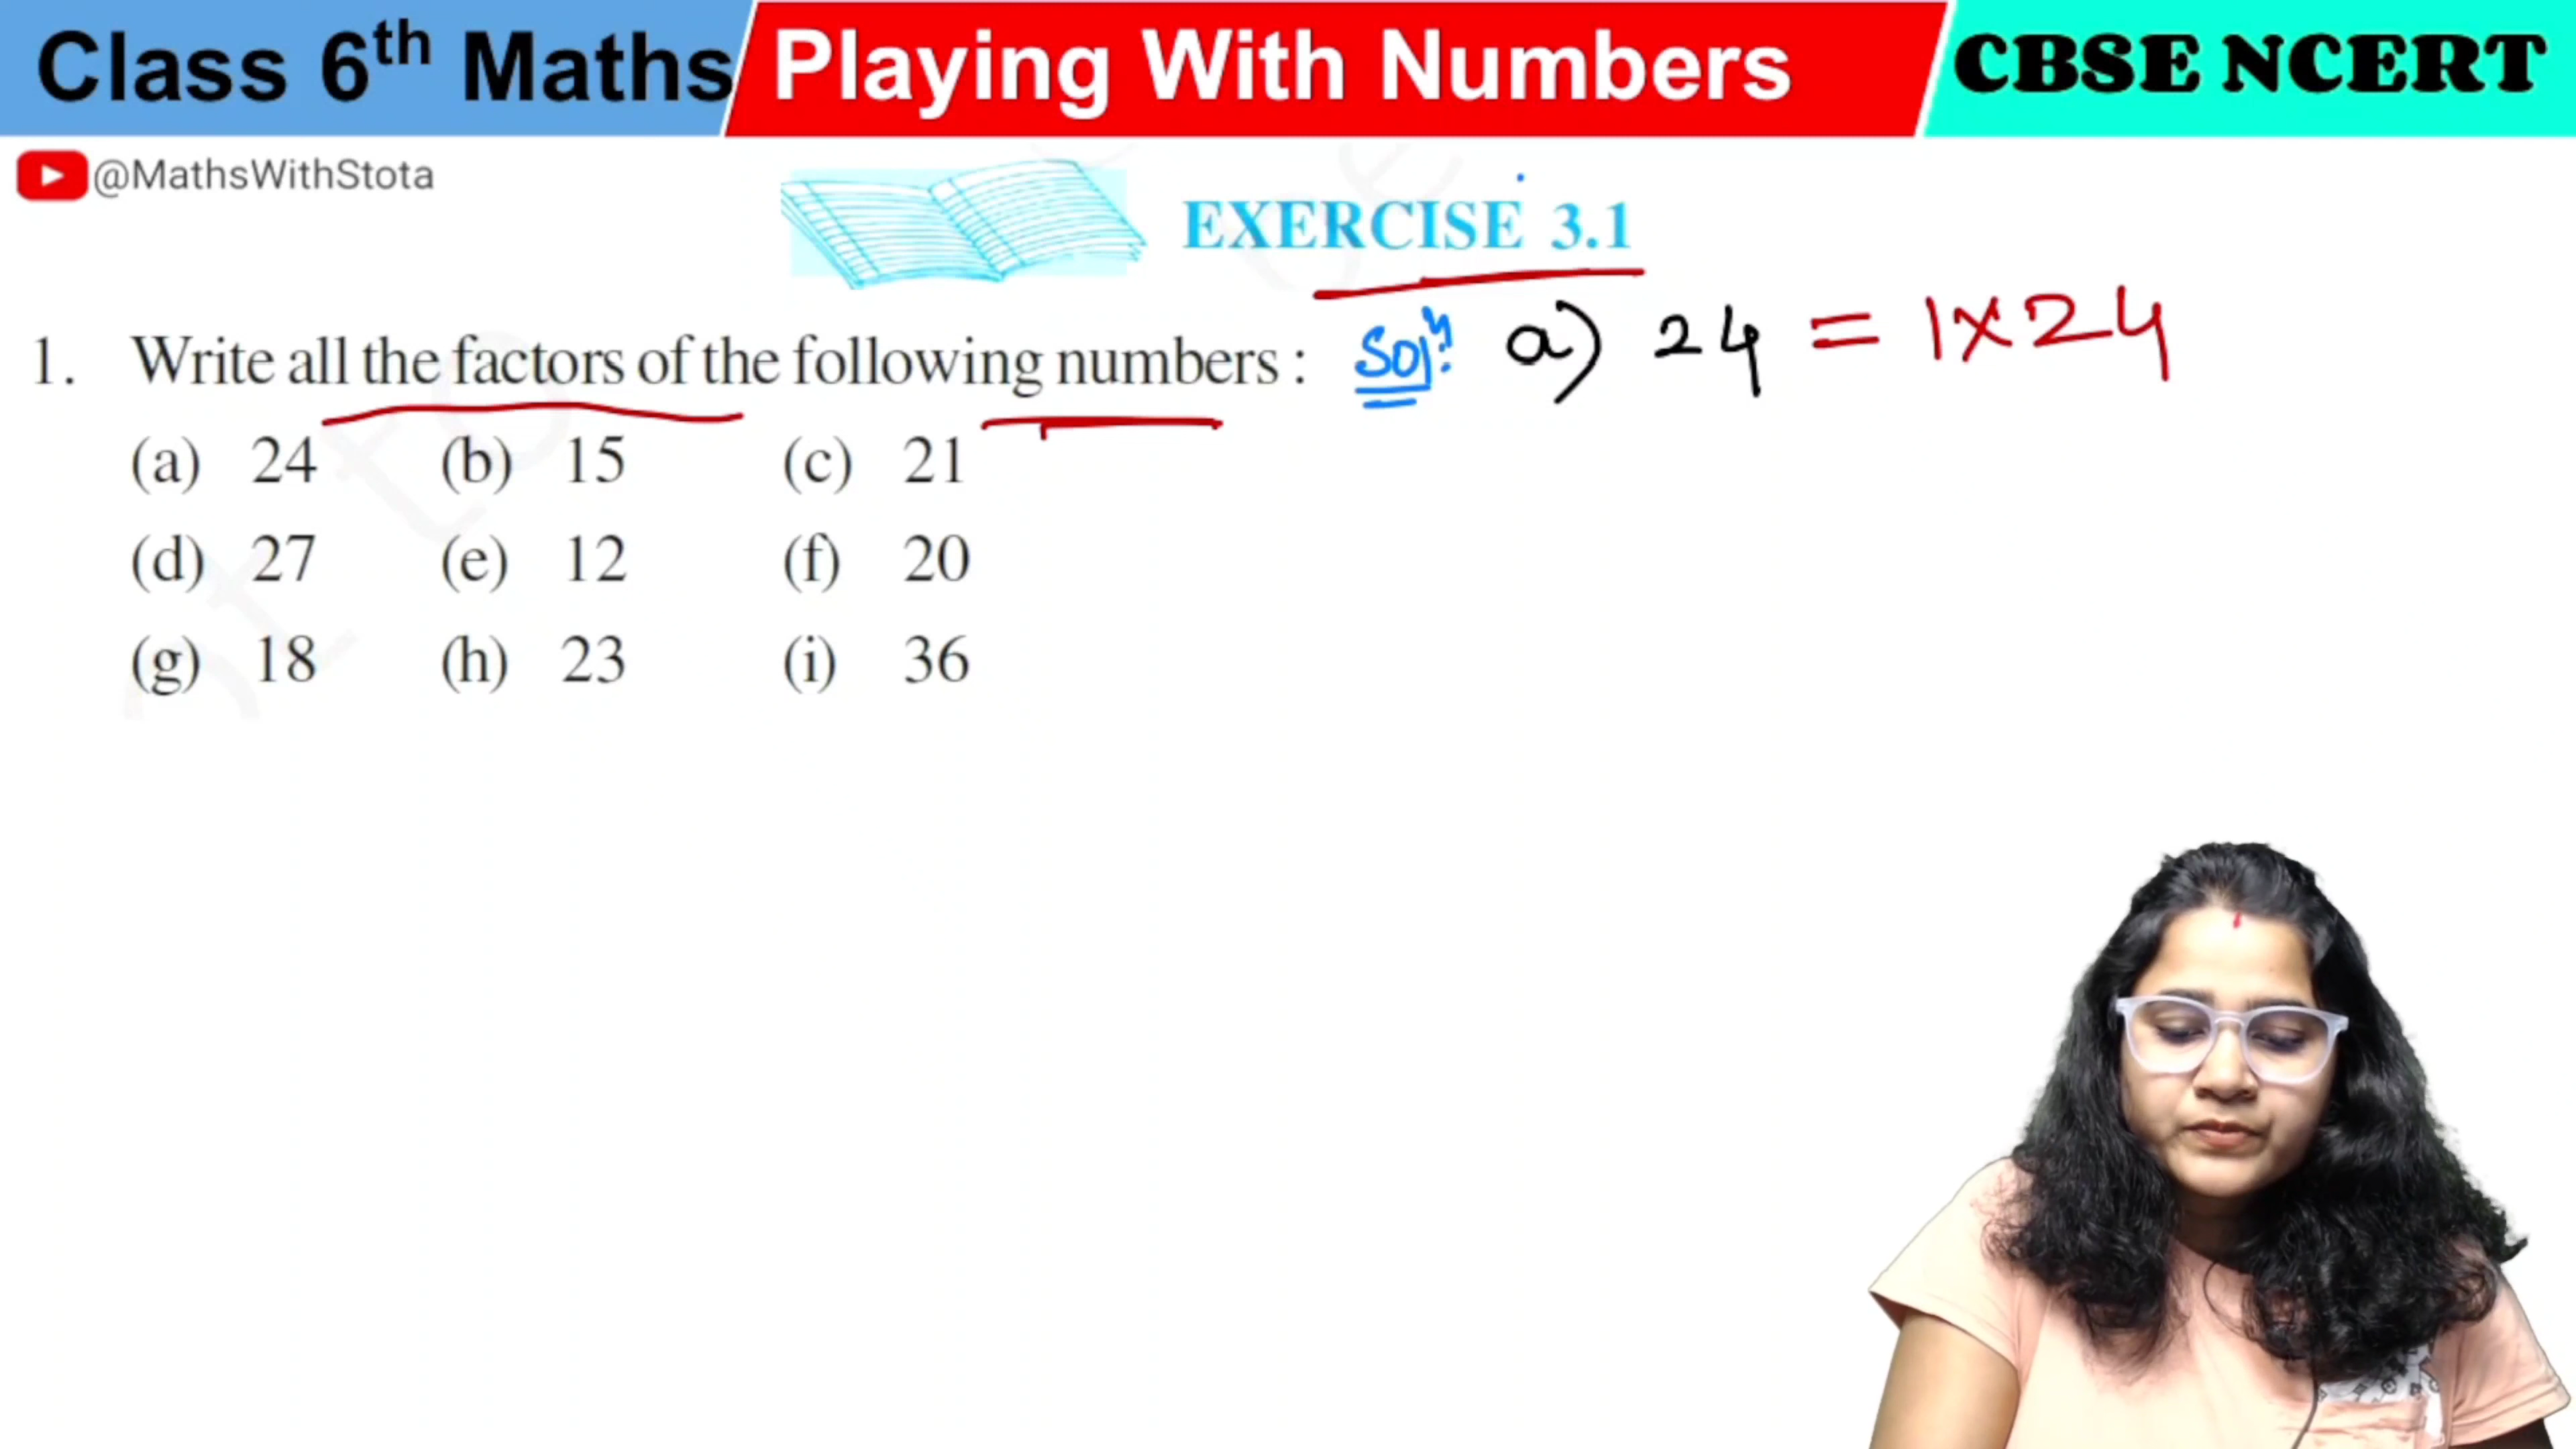 Class 6th Maths Playing With Numbers CBSE NCERT
@MathsWithStota
EXERCISE 3.1
1. Write all the factors of the following numbers : Solⁿ: a) 24 = 1×24
(a) 24 (b) 15 (c) 21
(d) 27 (e) 12 (f) 20
(g) 18 (h) 23 (i) 36